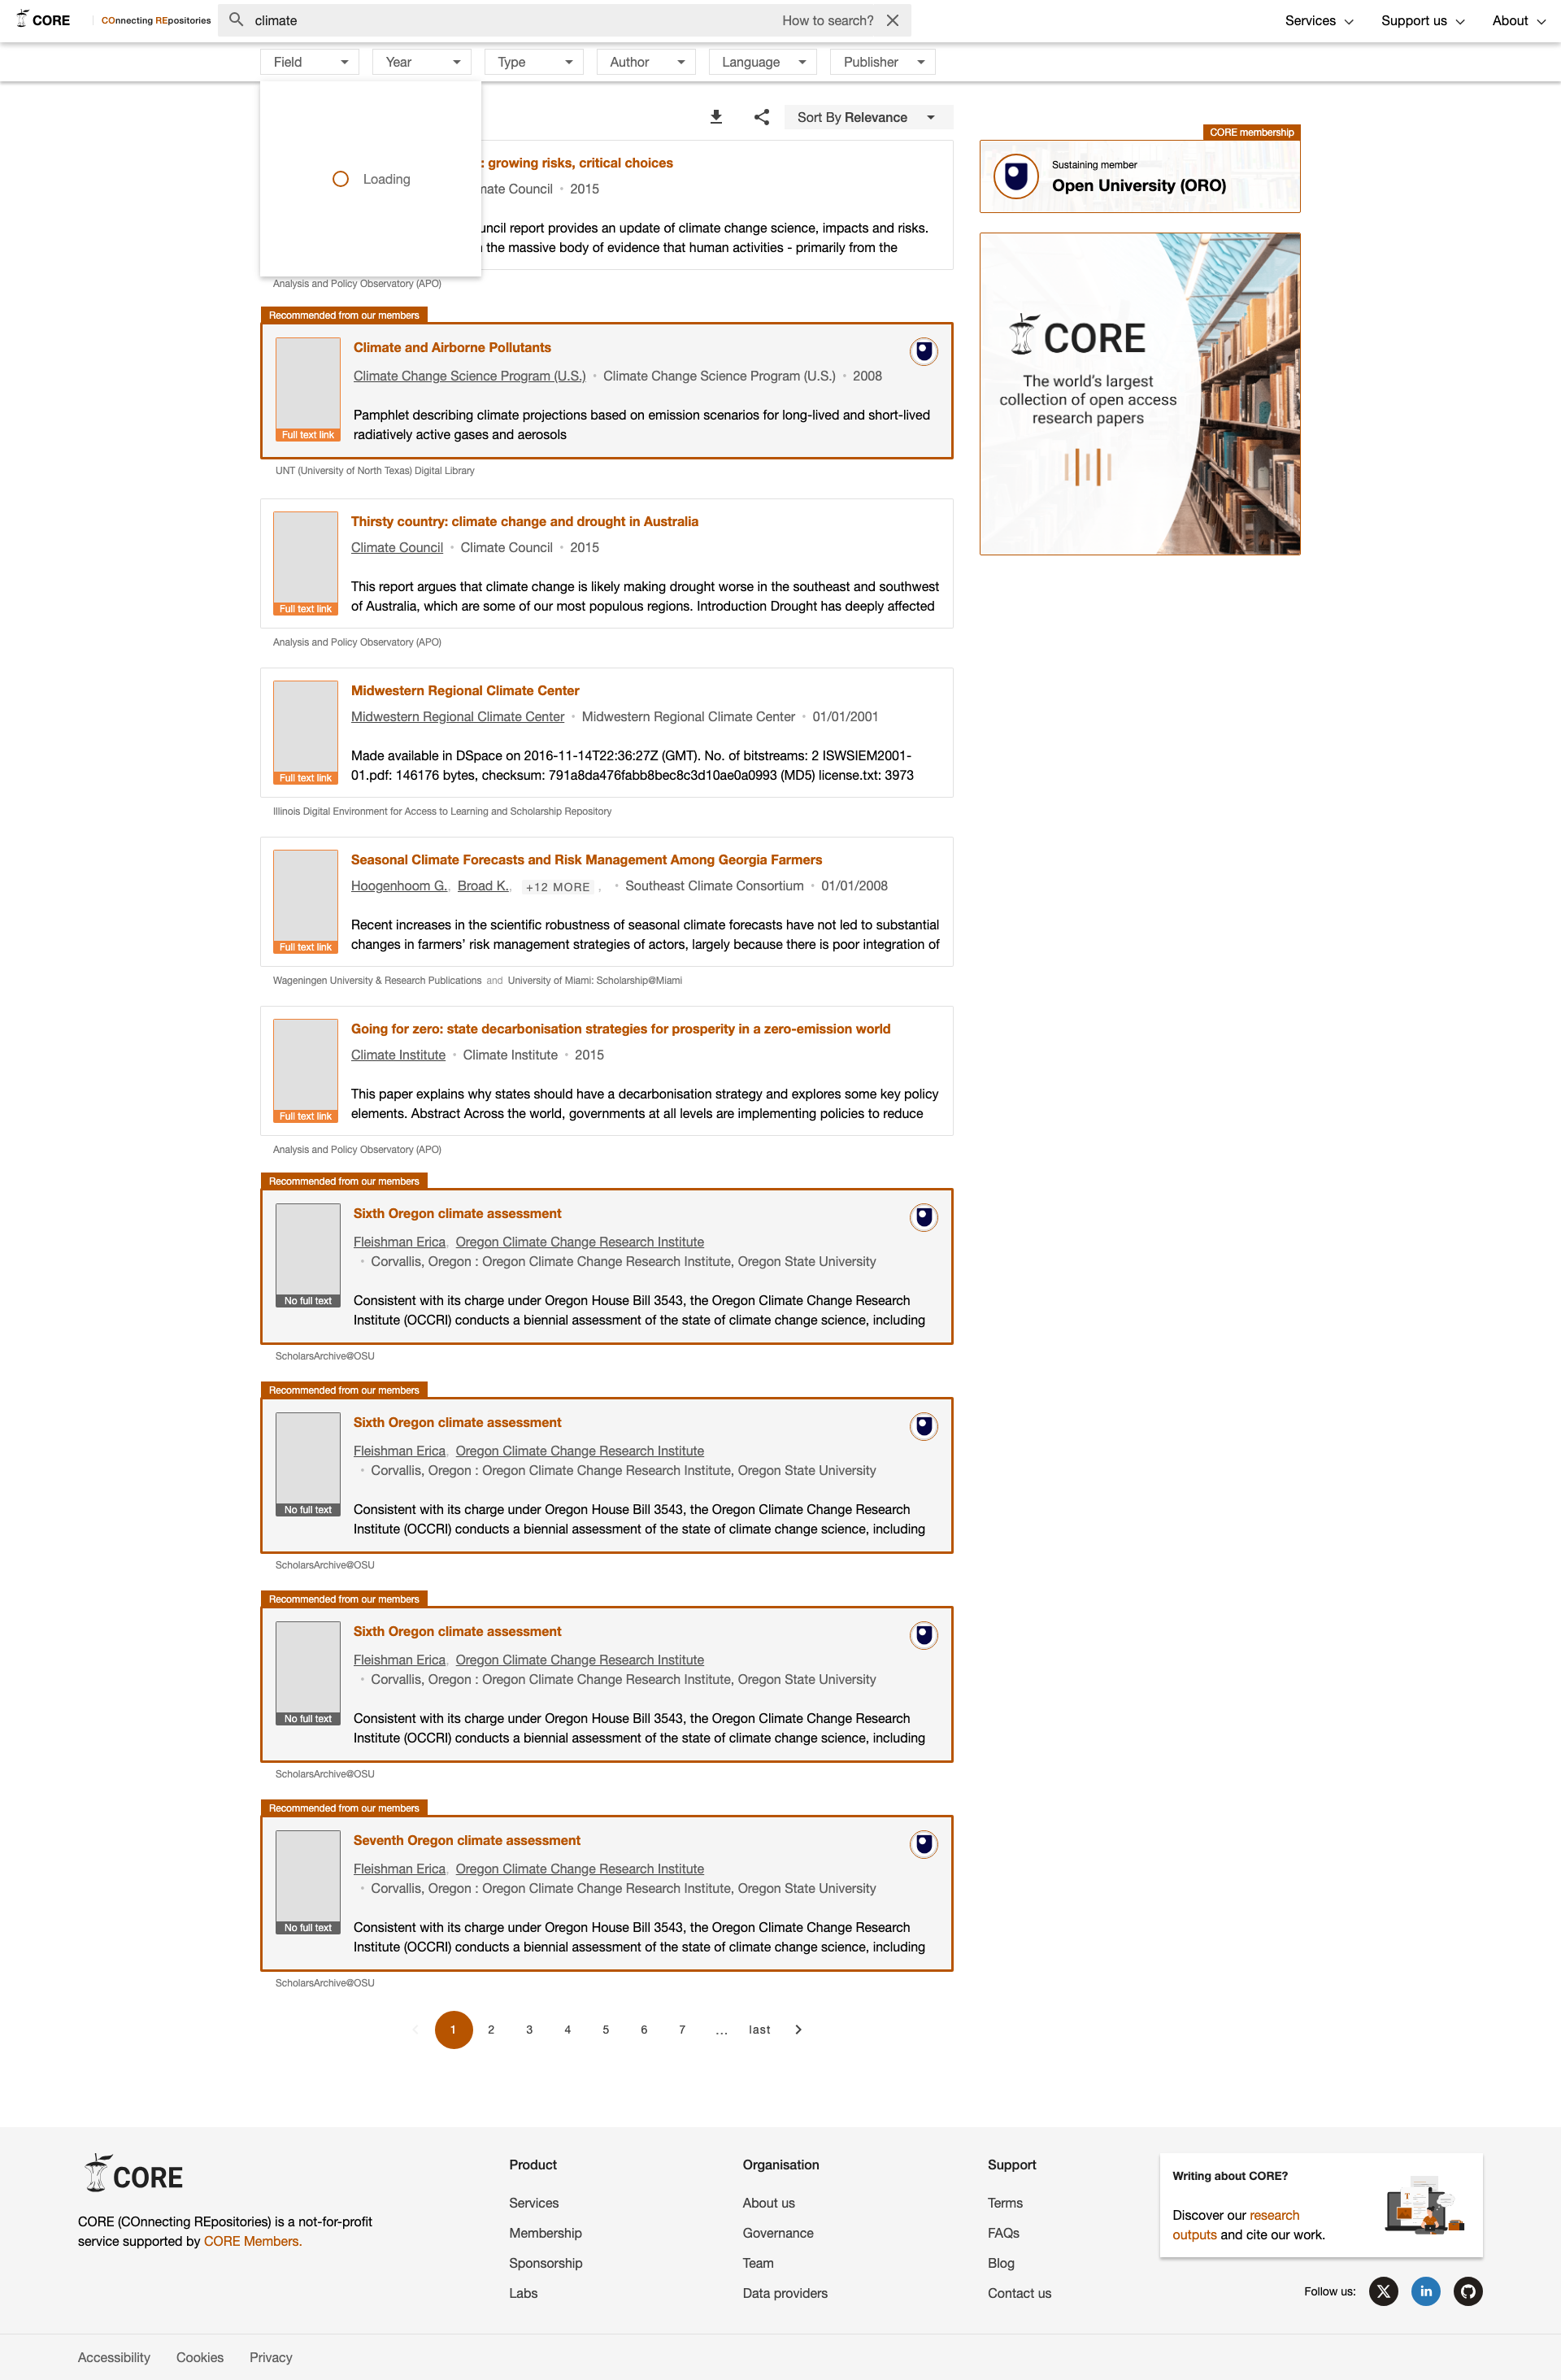 CORE
COnnecting REpositories
climate
How to search?
Services
Support us
About
Field
Year
Type
Author
Language
Publisher
Loading
Sort By Relevance
: growing risks, critical choices
mate Council • 2015
uncil report provides an update of climate change science, impacts and risks.
the massive body of evidence that human activities - primarily from the
Analysis and Policy Observatory (APO)
CORE membership
Sustaining member
Open University (ORO)
CORE
The world's largest
collection of open access
research papers
Recommended from our members
Climate and Airborne Pollutants
Climate Change Science Program (U.S.) • Climate Change Science Program (U.S.) • 2008
Pamphlet describing climate projections based on emission scenarios for long-lived and short-lived
radiatively active gases and aerosols
Full text link
UNT (University of North Texas) Digital Library
Thirsty country: climate change and drought in Australia
Climate Council • Climate Council • 2015
This report argues that climate change is likely making drought worse in the southeast and southwest
of Australia, which are some of our most populous regions. Introduction Drought has deeply affected
Full text link
Analysis and Policy Observatory (APO)
Midwestern Regional Climate Center
Midwestern Regional Climate Center • Midwestern Regional Climate Center • 01/01/2001
Made available in DSpace on 2016-11-14T22:36:27Z (GMT). No. of bitstreams: 2 ISWSIEM2001-
01.pdf: 146176 bytes, checksum: 791a8da476fabb8bec8c3d10ae0a0993 (MD5) license.txt: 3973
Full text link
Illinois Digital Environment for Access to Learning and Scholarship Repository
Seasonal Climate Forecasts and Risk Management Among Georgia Farmers
Hoogenhoom G., Broad K., +12 MORE , • Southeast Climate Consortium • 01/01/2008
Recent increases in the scientific robustness of seasonal climate forecasts have not led to substantial
changes in farmers' risk management strategies of actors, largely because there is poor integration of
Full text link
Wageningen University & Research Publications and University of Miami: Scholarship@Miami
Going for zero: state decarbonisation strategies for prosperity in a zero-emission world
Climate Institute • Climate Institute • 2015
This paper explains why states should have a decarbonisation strategy and explores some key policy
elements. Abstract Across the world, governments at all levels are implementing policies to reduce
Full text link
Analysis and Policy Observatory (APO)
Recommended from our members
Sixth Oregon climate assessment
Fleishman Erica, Oregon Climate Change Research Institute
• Corvallis, Oregon : Oregon Climate Change Research Institute, Oregon State University
Consistent with its charge under Oregon House Bill 3543, the Oregon Climate Change Research
Institute (OCCRI) conducts a biennial assessment of the state of climate change science, including
No full text
ScholarsArchive@OSU
Recommended from our members
Sixth Oregon climate assessment
Fleishman Erica, Oregon Climate Change Research Institute
• Corvallis, Oregon : Oregon Climate Change Research Institute, Oregon State University
Consistent with its charge under Oregon House Bill 3543, the Oregon Climate Change Research
Institute (OCCRI) conducts a biennial assessment of the state of climate change science, including
No full text
ScholarsArchive@OSU
Recommended from our members
Sixth Oregon climate assessment
Fleishman Erica, Oregon Climate Change Research Institute
• Corvallis, Oregon : Oregon Climate Change Research Institute, Oregon State University
Consistent with its charge under Oregon House Bill 3543, the Oregon Climate Change Research
Institute (OCCRI) conducts a biennial assessment of the state of climate change science, including
No full text
ScholarsArchive@OSU
Recommended from our members
Seventh Oregon climate assessment
Fleishman Erica, Oregon Climate Change Research Institute
• Corvallis, Oregon : Oregon Climate Change Research Institute, Oregon State University
Consistent with its charge under Oregon House Bill 3543, the Oregon Climate Change Research
Institute (OCCRI) conducts a biennial assessment of the state of climate change science, including
No full text
ScholarsArchive@OSU
1 2 3 4 5 6 7 ... last
CORE
CORE (COnnecting REpositories) is a not-for-profit
service supported by CORE Members.
Product
Services
Membership
Sponsorship
Labs
Organisation
About us
Governance
Team
Data providers
Support
Terms
FAQs
Blog
Contact us
Writing about CORE?
Discover our research
outputs and cite our work.
Follow us:
Accessibility
Cookies
Privacy